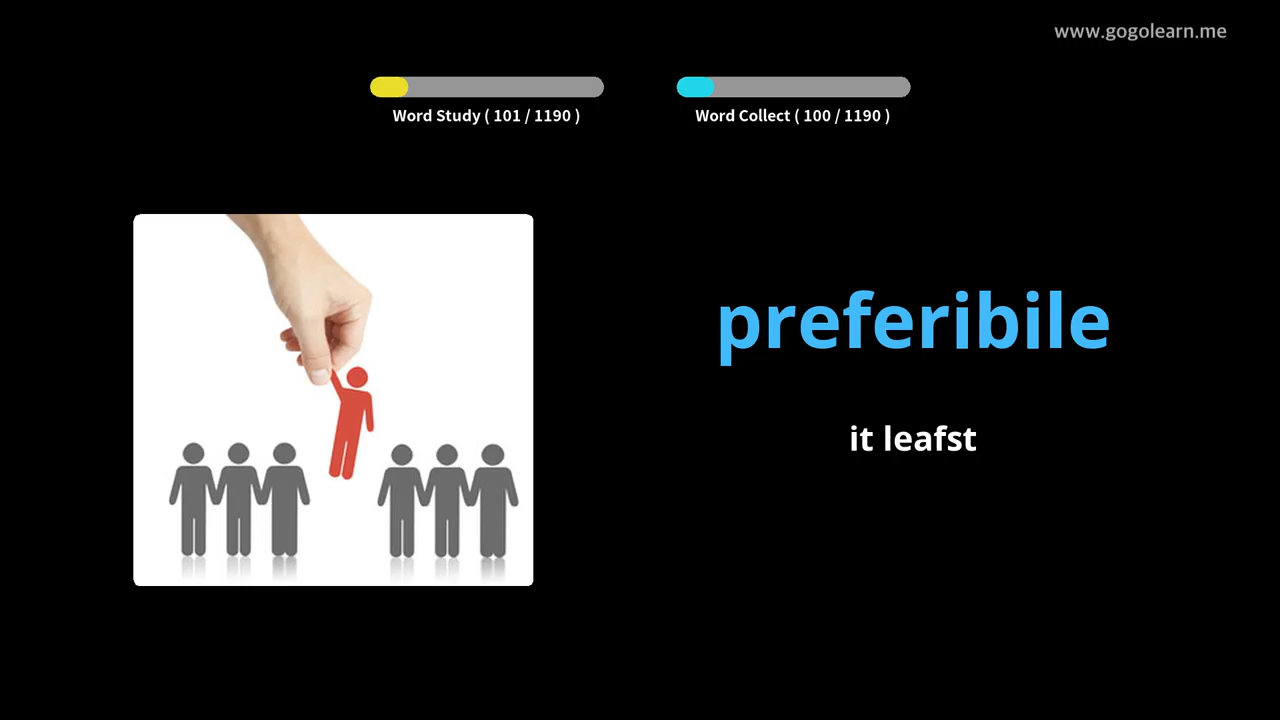 www.gogolearn.me
Word Study ( 101 / 1190 )
Word Collect ( 100 / 1190 )
preferibile
it leafst